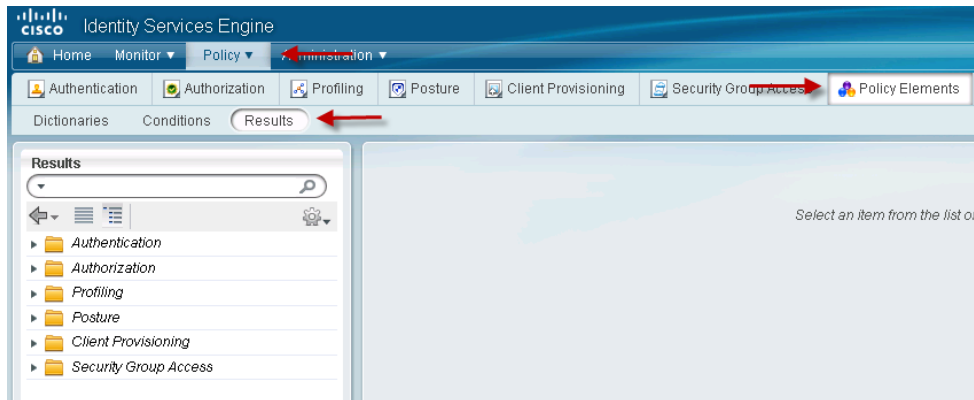 cisco Identity Services Engine
Home Monitor Policy Administration
Authentication Authorization Profiling Posture Client Provisioning Security Group Access Policy Elements
Dictionaries Conditions Results
Results
Select an item from the list o
Authentication
Authorization
Profiling
Posture
Client Provisioning
Security Group Access